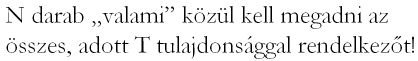 N darab „valami” közül kell megadni az
összes, adott T tulajdonsággal rendelkezőt!